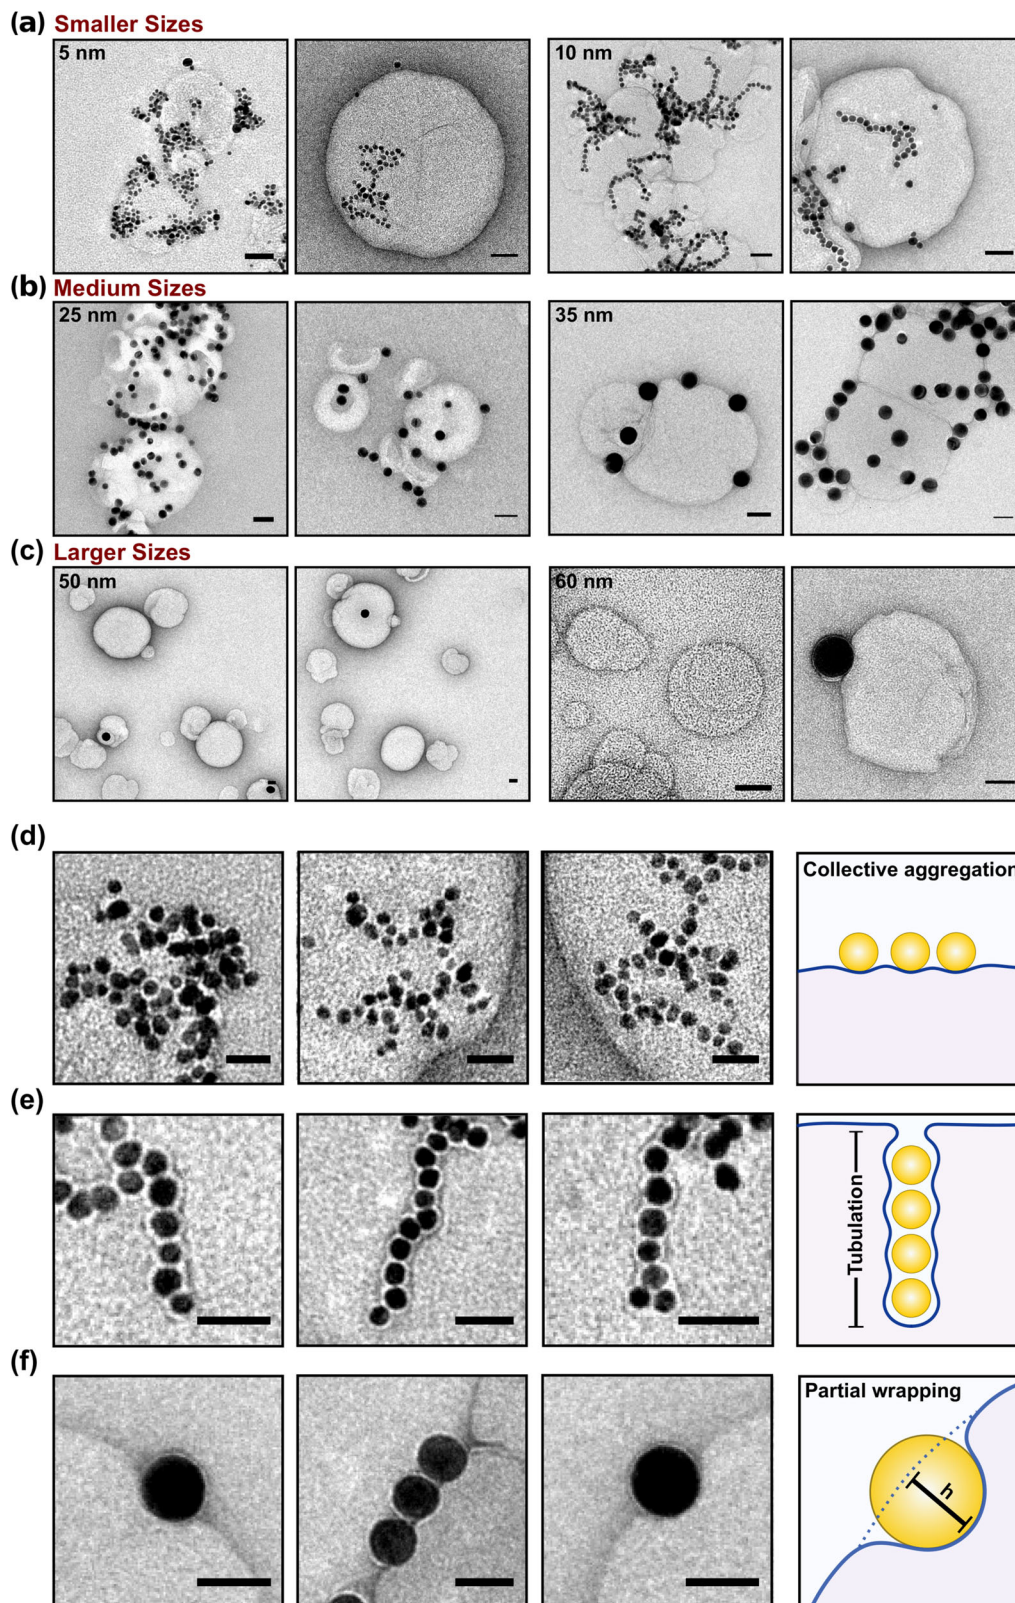 (a) Smaller Sizes
5 nm
10 nm
(b) Medium Sizes
25 nm
35 nm
(c) Larger Sizes
50 nm
60 nm
(d)
Collective aggregation
(e)
Tubulation
(f)
Partial wrapping
h